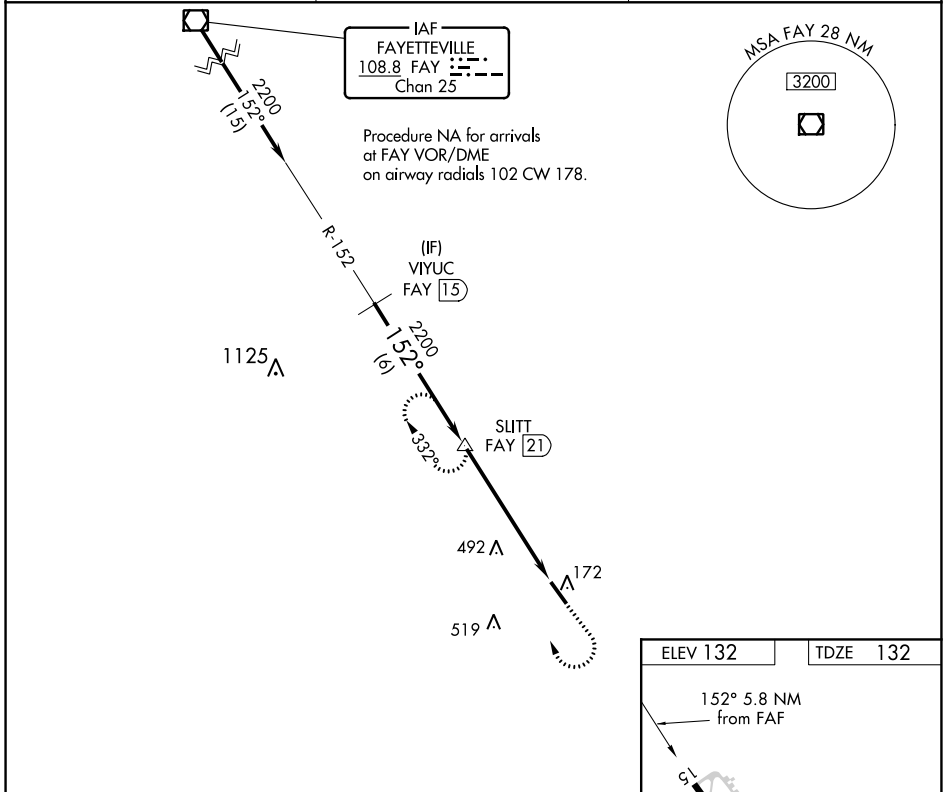 IAF
FAYETTEVILLE
108.8 FAY
Chan 25
MSA FAY 28 NM
3200
2200
152°
(15)
Procedure NA for arrivals
at FAY VOR/DME
on airway radials 102 CW 178.
R-152
(IF)
VIYUC
FAY 15
2200
152°
(6)
1125
SLITT
FAY 21
332°
492
172
519
ELEV 132
TDZE 132
152° 5.8 NM
from FAF
15